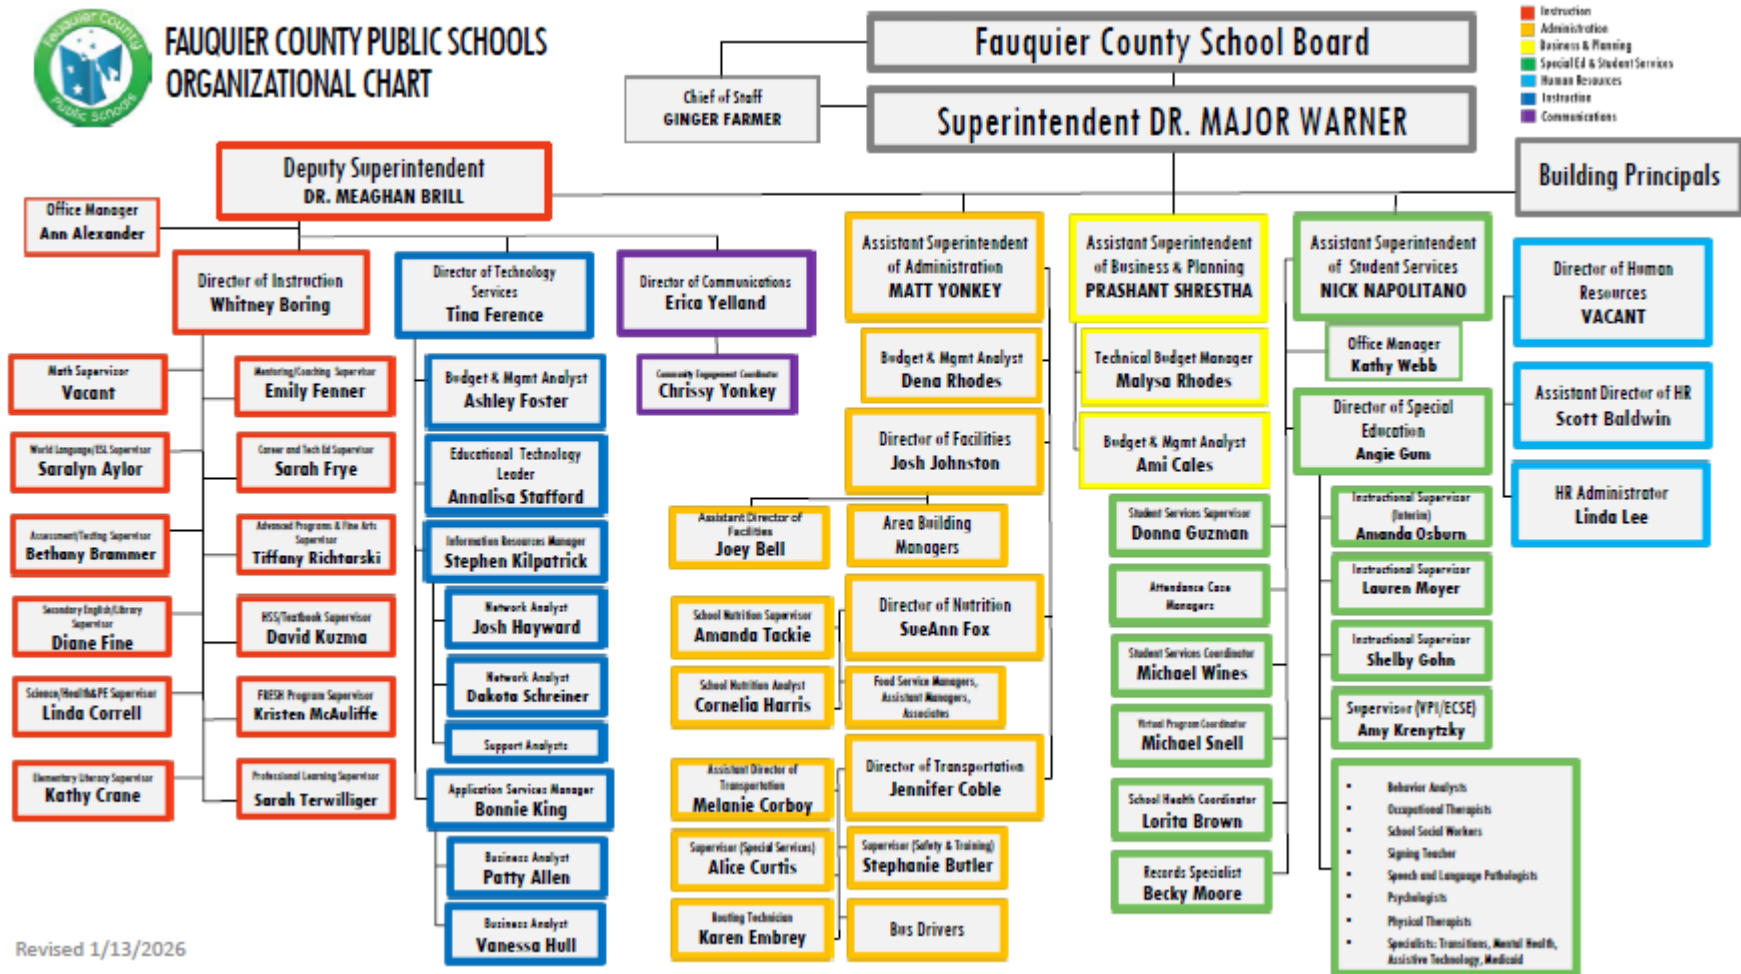 Fauquier County
Public Schools
FAUQUIER COUNTY PUBLIC SCHOOLS
ORGANIZATIONAL CHART
Fauquier County School Board
Chief of Staff
GINGER FARMER
Superintendent DR. MAJOR WARNER
Instruction
Administration
Business & Planning
Special Ed & Student Services
Human Resources
Instruction
Communications
Deputy Superintendent
DR. MEAGHAN BRILL
Building Principals
Office Manager
Ann Alexander
Director of Instruction
Whitney Boring
Director of Technology
Services
Tina Ference
Director of Communications
Erica Yelland
Assistant Superintendent
of Administration
MATT YONKEY
Assistant Superintendent
of Business & Planning
PRASHANT SHRESTHA
Assistant Superintendent
of Student Services
NICK NAPOLITANO
Director of Human
Resources
VACANT
Math Supervisor
Vacant
Mentoring/Coaching Supervisor
Emily Fenner
World Language/ESL Supervisor
Saralyn Aylor
Career and Tech Ed Supervisor
Sarah Frye
Assessment/Testing Supervisor
Bethany Brammer
Advanced Programs & Fine Arts
Supervisor
Tiffany Richtarski
Secondary English/Library
Supervisor
Diane Fine
HSS/Textbook Supervisor
David Kuzma
Science/Health&PE Supervisor
Linda Correll
FRESH Program Supervisor
Kristen McAuliffe
Elementary Literacy Supervisor
Kathy Crane
Professional Learning Supervisor
Sarah Terwilliger
Budget & Mgmt Analyst
Ashley Foster
Educational Technology
Leader
Annalisa Stafford
Information Resources Manager
Stephen Kilpatrick
Network Analyst
Josh Hayward
Network Analyst
Dakota Schreiner
Support Analysts
Application Services Manager
Bonnie King
Business Analyst
Patty Allen
Business Analyst
Vanessa Hull
Community Engagement Coordinator
Chrissy Yonkey
Budget & Mgmt Analyst
Dena Rhodes
Director of Facilities
Josh Johnston
Assistant Director of
Facilities
Joey Bell
Area Building
Managers
Director of Nutrition
SueAnn Fox
School Nutrition Supervisor
Amanda Tackie
School Nutrition Analyst
Cornelia Harris
Food Service Managers,
Assistant Managers,
Associates
Director of Transportation
Jennifer Coble
Assistant Director of
Transportation
Melanie Corboy
Supervisor (Special Services)
Alice Curtis
Supervisor (Safety & Training)
Stephanie Butler
Routing Technician
Karen Embrey
Bus Drivers
Technical Budget Manager
Malysa Rhodes
Budget & Mgmt Analyst
Ami Cales
Student Services Supervisor
Donna Guzman
Attendance Case
Managers
Student Services Coordinator
Michael Wines
Virtual Program Coordinator
Michael Snell
School Health Coordinator
Lorita Brown
Records Specialist
Becky Moore
Office Manager
Kathy Webb
Director of Special
Education
Angie Gum
Instructional Supervisor
(Interim)
Amanda Osburn
Instructional Supervisor
Lauren Moyer
Instructional Supervisor
Shelby Gohn
Supervisor (VPI/ECSE)
Amy Krenytzky
▪ Behavior Analysts
▪ Occupational Therapists
▪ School Social Workers
▪ Signing Teacher
▪ Speech and Language Pathologists
▪ Psychologists
▪ Physical Therapists
▪ Specialists: Transitions, Mental Health,
Assistive Technology, Medicaid
Assistant Director of HR
Scott Baldwin
HR Administrator
Linda Lee
Revised 1/13/2026